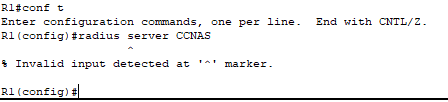 R1#conf t
Enter configuration commands, one per line.  End with CNTL/Z.
R1(config)#radius server CCNAS
                  ^
% Invalid input detected at '^' marker.
R1(config)#